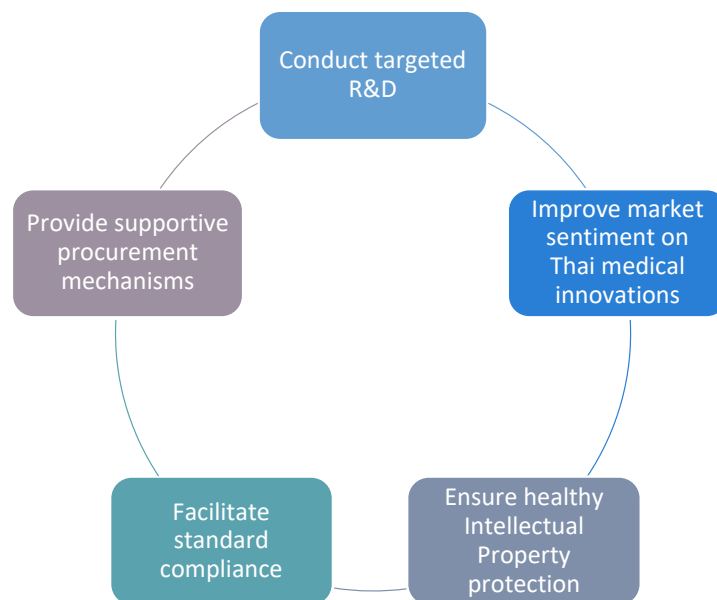 Conduct targeted
R&D
Improve market
sentiment on
Thai medical
innovations
Ensure healthy
Intellectual
Property
protection
Facilitate
standard
compliance
Provide supportive
procurement
mechanisms